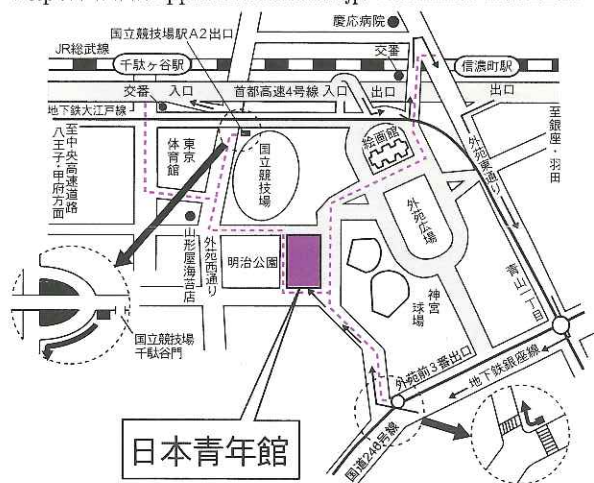 慶応病院
国立競技場駅A2出口
JR総武線
千駄ヶ谷駅
交番
信濃町駅
交番
入口
首都高速4号線
入口
出口
出口
地下鉄大江戸線
至中央高速道路
八王子・甲府方面
東京
体育館
国立競技場
絵画館
外苑東通り
至銀座・羽田
外苑広場
山形屋海苔店
外苑西通り
明治公園
神宮
球場
青山一丁目
国立競技場
千駄谷門
外苑前3番出口
地下鉄銀座線
国道246号線
日本青年館